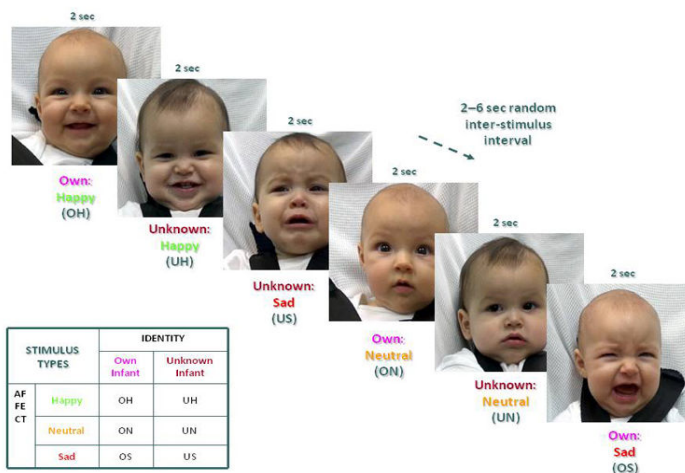 2 sec
Own:
Happy
(OH)
2 sec
Unknown:
Happy
(UH)
2 sec
Unknown:
Sad
(US)
2–6 sec random
inter-stimulus
interval
2 sec
Own:
Neutral
(ON)
2 sec
Unknown:
Neutral
(UN)
2 sec
Own:
Sad
(OS)
STIMULUS
TYPES
IDENTITY
Own
Infant
Unknown
Infant
AF
FE
CT
Happy
OH
UH
Neutral
ON
UN
Sad
OS
US